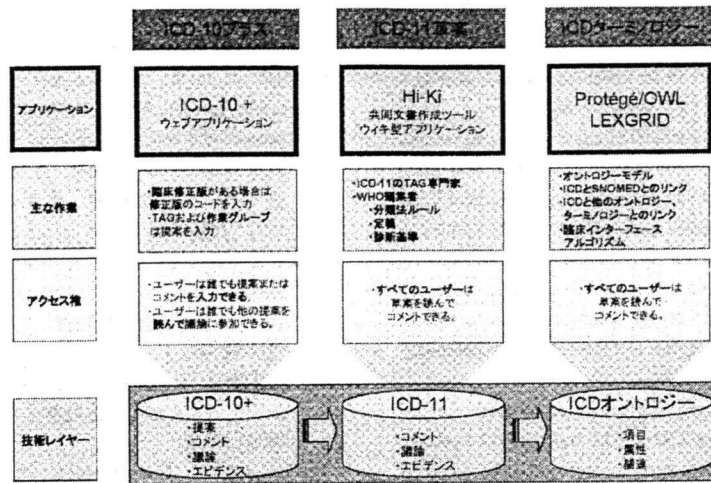 ICD-10プラス ICD-11草案 ICDターミノロジー
アプリケーション
ICD-10 +
ウェブアプリケーション
Hi-Ki
共同文書作成ツール
ウィキ型アプリケーション
Protégé/OWL
LEXGRID
主な作業
・臨床修正版がある場合は
修正版のコードを入力
・TAGおよび作業グループ
は提案を入力
・ICD-11のTAG専門家
・WHO編集者
・分類法ルール
・定義
・診断基準
・オントロジーモデル
・ICDとSNOMEDとのリンク
・ICDと他のオントロジー、
ターミノロジーとのリンク
・臨床インターフェース
アルゴリズム
アクセス権
・ユーザーは誰でも提案または
コメントを入力できる。
・ユーザーは誰でも他の提案を
読んで議論に参加できる。
・すべてのユーザーは
草案を読んで
コメントできる。
・すべてのユーザーは
草案を読んで
コメントできる。
技術レイヤー
ICD-10+
・提案
・コメント
・議論
・エビデンス
ICD-11
・コメント
・議論
・エビデンス
ICDオントロジー
・項目
・属性
・関連